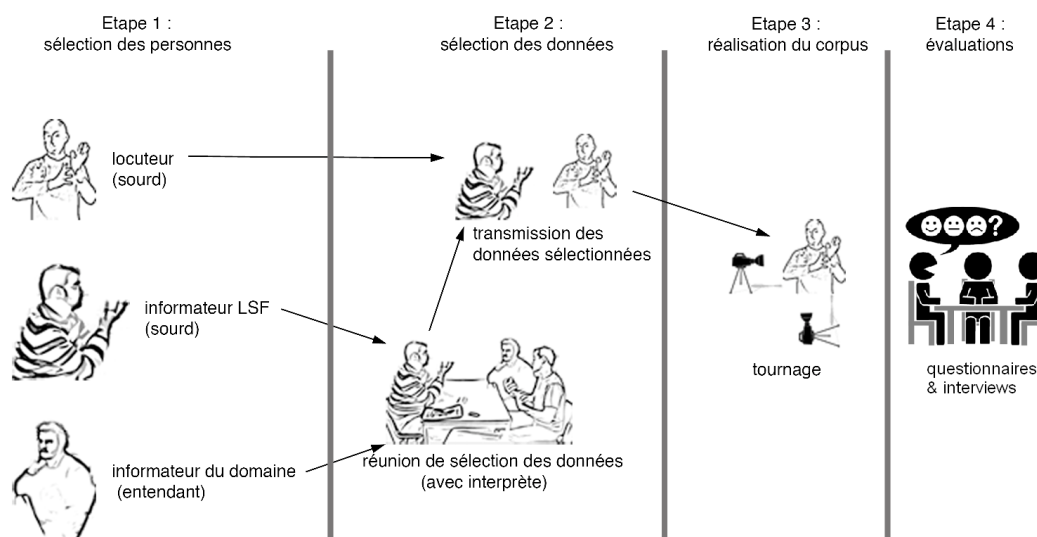 Etape 1 :
sélection des personnes
Etape 2 :
sélection des données
Etape 3 :
réalisation du corpus
Etape 4 :
évaluations
locuteur
(sourd)
transmission des
données sélectionnées
informateur LSF
(sourd)
tournage
?
questionnaires
& interviews
informateur du domaine
(entendant)
réunion de sélection des données
(avec interprète)